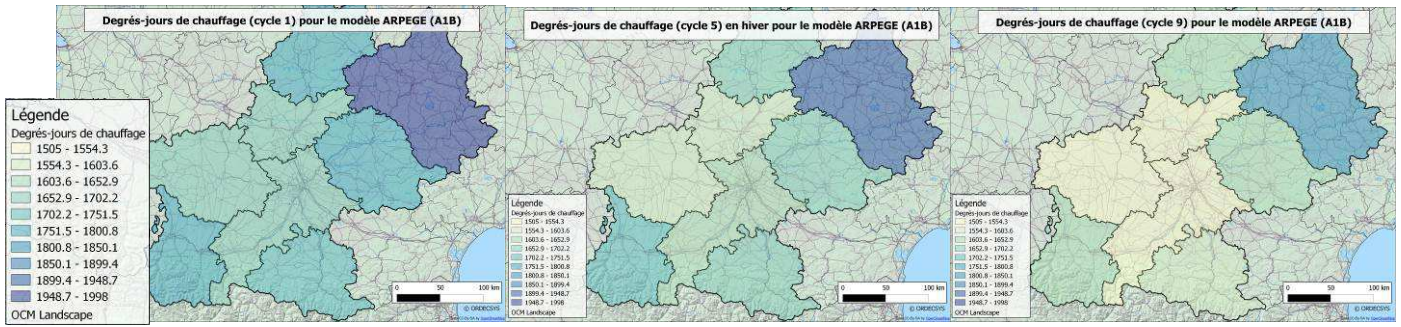 Degrés-jours de chauffage (cycle 1) pour le modèle ARPEGE (A1B)
Légende
Degrés-jours de chauffage
1505 - 1554.3
1554.3 - 1603.6
1603.6 - 1652.9
1652.9 - 1702.2
1702.2 - 1751.5
1751.5 - 1800.8
1800.8 - 1850.1
1850.1 - 1899.4
1899.4 - 1948.7
1948.7 - 1998
OCM Landscape
0 50 100 km
© ORDECSYS
Degrés-jours de chauffage (cycle 5) en hiver pour le modèle ARPEGE (A1B)
Légende
Degrés-jours de chauffage
1505 - 1554.3
1554.3 - 1603.6
1603.6 - 1652.9
1652.9 - 1702.2
1702.2 - 1751.5
1751.5 - 1800.8
1800.8 - 1850.1
1850.1 - 1899.4
1899.4 - 1948.7
1948.7 - 1998
OCM Landscape
0 50 100 km
© ORDECSYS
Degrés-jours de chauffage (cycle 9) pour le modèle ARPEGE (A1B)
Légende
Degrés-jours de chauffage
1505 - 1554.3
1554.3 - 1603.6
1603.6 - 1652.9
1652.9 - 1702.2
1702.2 - 1751.5
1751.5 - 1800.8
1800.8 - 1850.1
1850.1 - 1899.4
1899.4 - 1948.7
1948.7 - 1998
OCM Landscape
0 50 100 km
© ORDECSYS